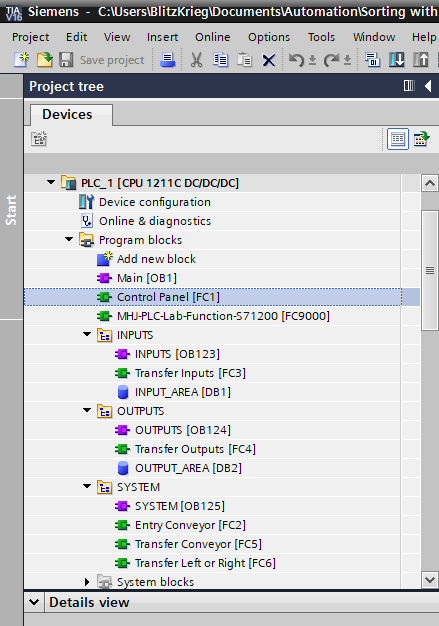 TIA V16 Siemens - C:\Users\BlitzKrieg\Documents\Automation\Sorting with
Project Edit View Insert Online Options Tools Window Help
Save project
Project tree
Devices
Start
PLC_1 [CPU 1211C DC/DC/DC]
Device configuration
Online & diagnostics
Program blocks
Add new block
Main [OB1]
Control Panel [FC1]
MHJ-PLC-Lab-Function-S71200 [FC9000]
INPUTS
INPUTS [OB123]
Transfer Inputs [FC3]
INPUT_AREA [DB1]
OUTPUTS
OUTPUTS [OB124]
Transfer Outputs [FC4]
OUTPUT_AREA [DB2]
SYSTEM
SYSTEM [OB125]
Entry Conveyor [FC2]
Transfer Conveyor [FC5]
Transfer Left or Right [FC6]
System blocks
Details view